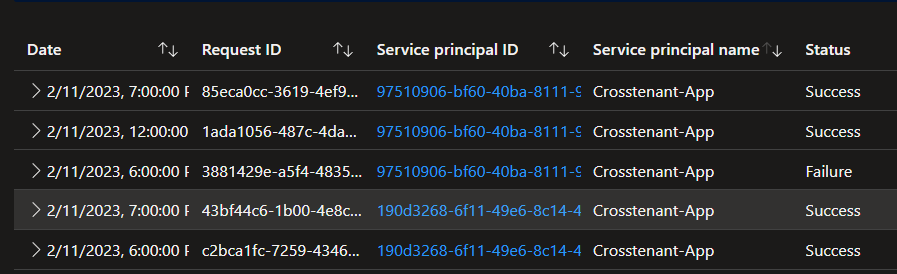 Date Request ID Service principal ID Service principal name Status
2/11/2023, 7:00:00 85eca0cc-3619-4ef9... 97510906-bf60-40ba-8111-9 Crosstenant-App Success
2/11/2023, 12:00:00 1ada1056-487c-4da... 97510906-bf60-40ba-8111-9 Crosstenant-App Success
2/11/2023, 6:00:00 3881429e-a5f4-4835... 97510906-bf60-40ba-8111-9 Crosstenant-App Failure
2/11/2023, 7:00:00 43bf44c6-1b00-4e8c... 190d3268-6f11-49e6-8c14-4 Crosstenant-App Success
2/11/2023, 6:00:00 c2bca1fc-7259-4346... 190d3268-6f11-49e6-8c14-4 Crosstenant-App Success